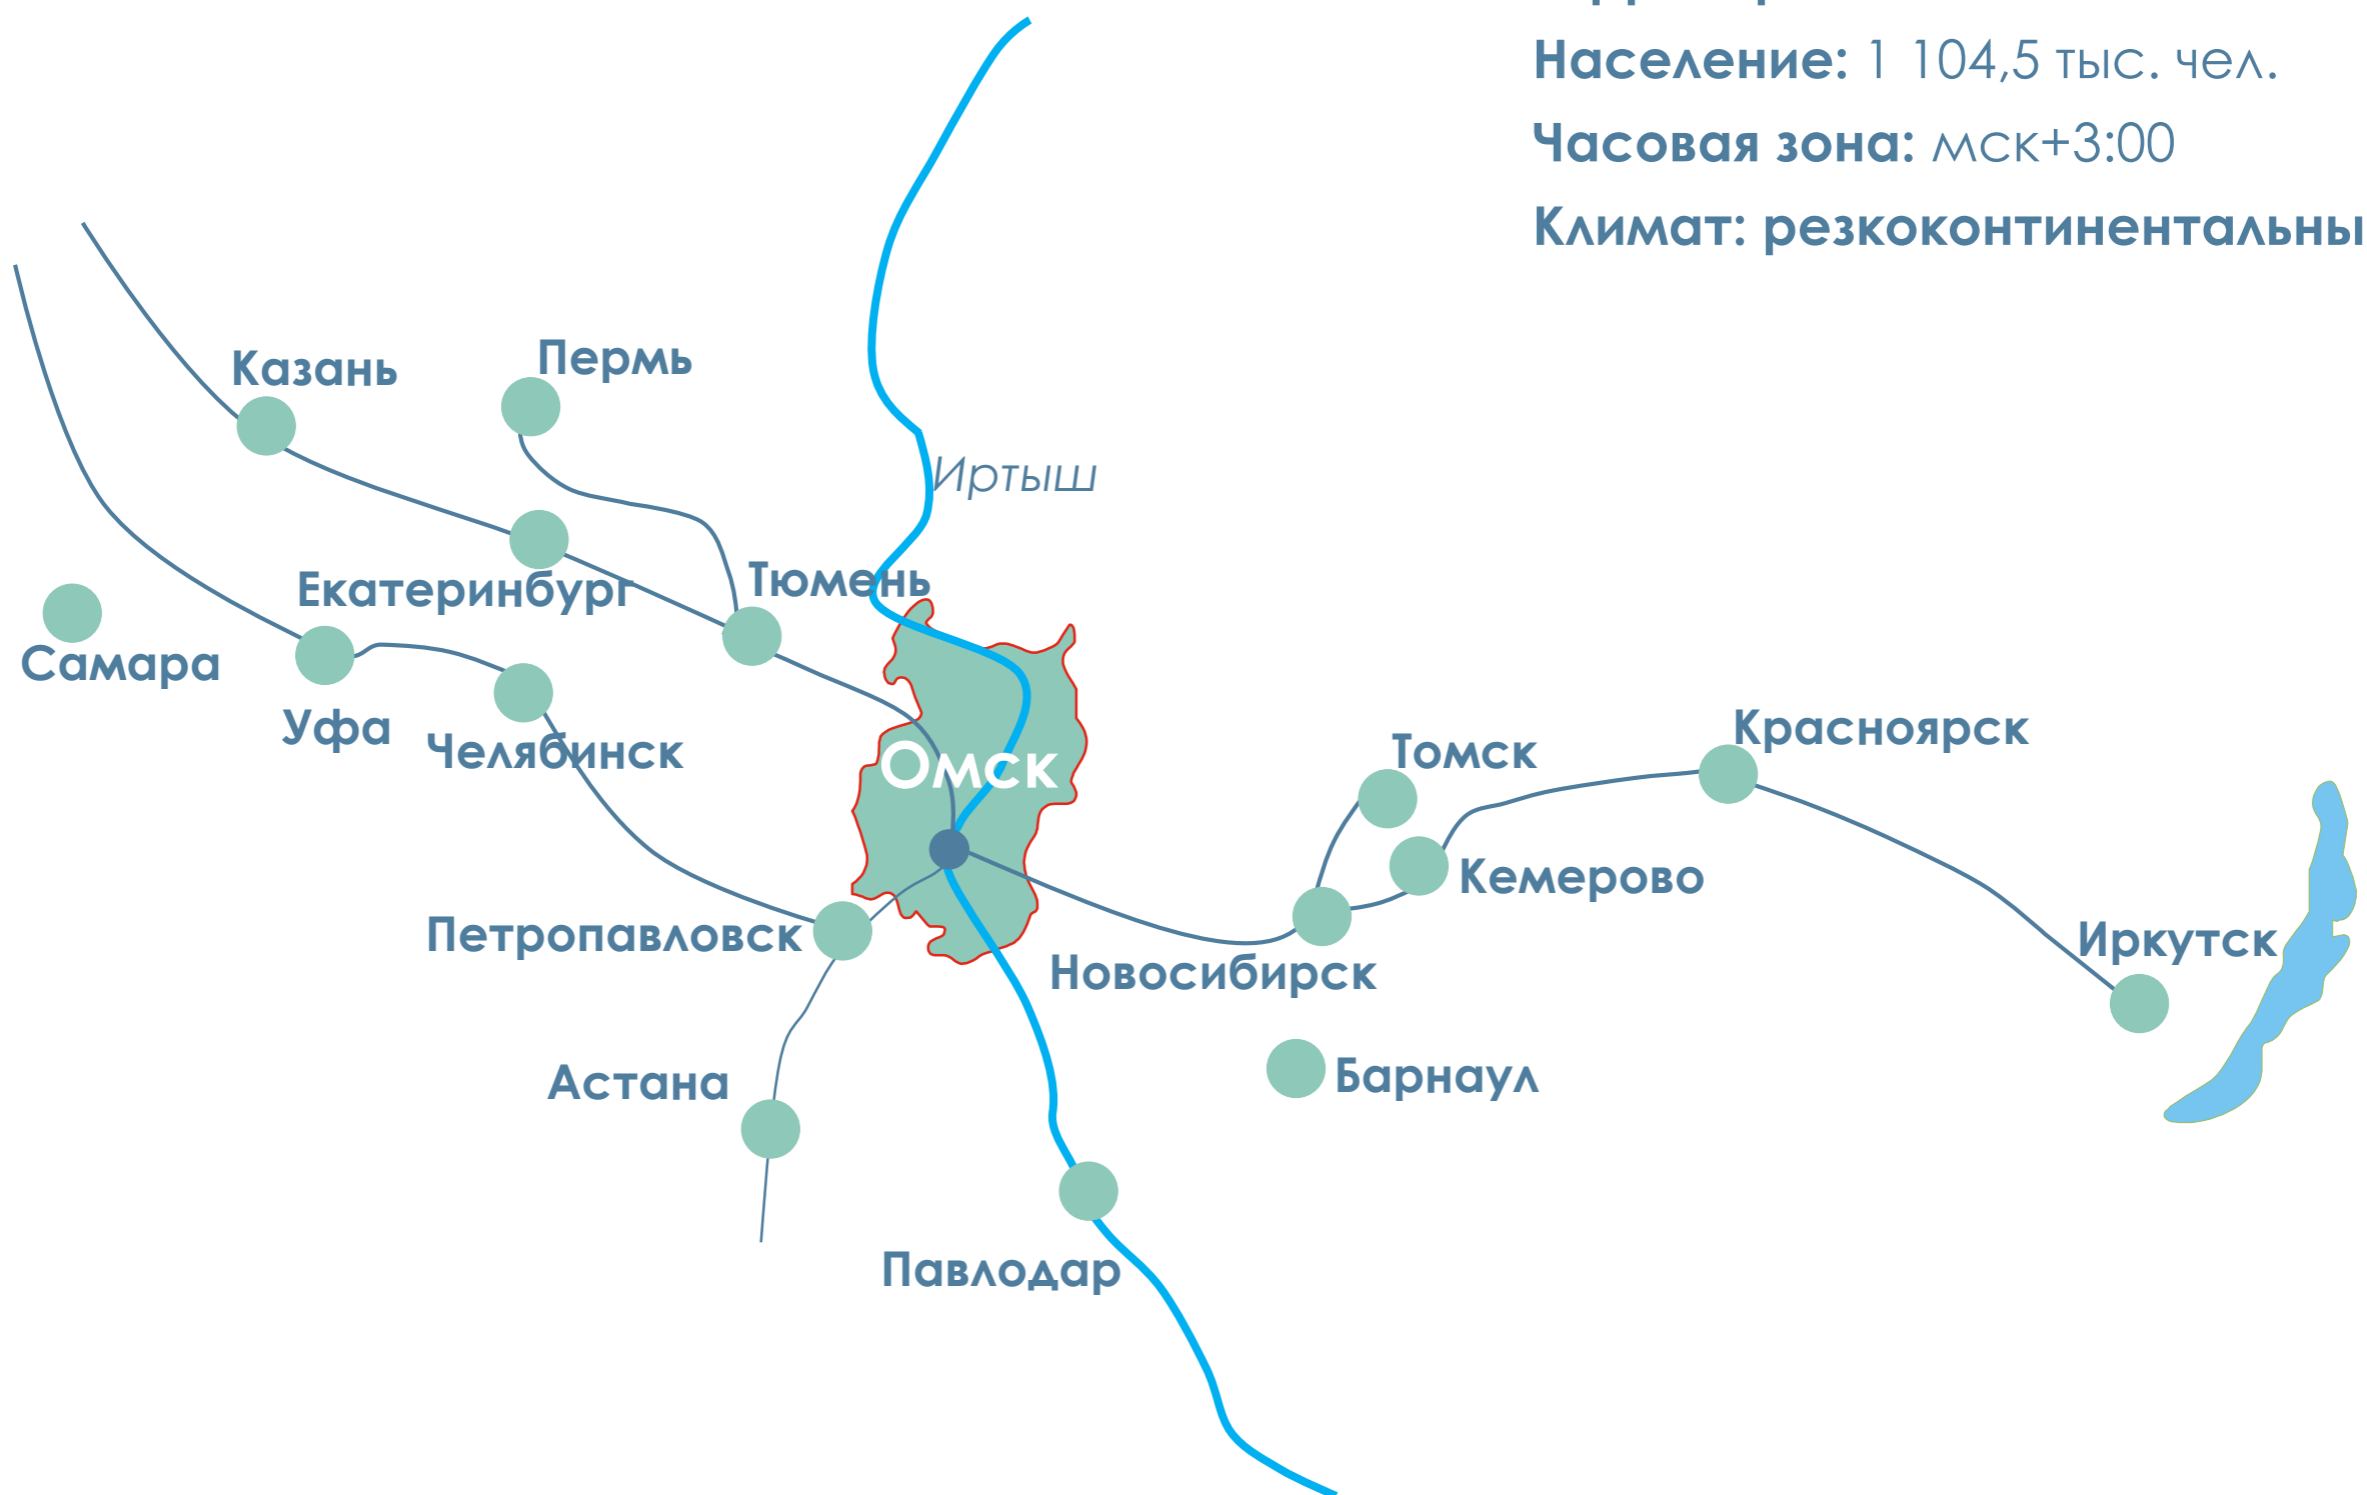 Население: 1 104,5 тыс. чел.
Часовая зона: мск+3:00
Климат: резкоконтинентальны
Казань
Пермь
Иртыш
Екатеринбург
Тюмень
Самара
Уфа
Челябинск
Омск
Томск
Красноярск
Кемерово
Петропавловск
Новосибирск
Иркутск
Астана
Барнаул
Павлодар